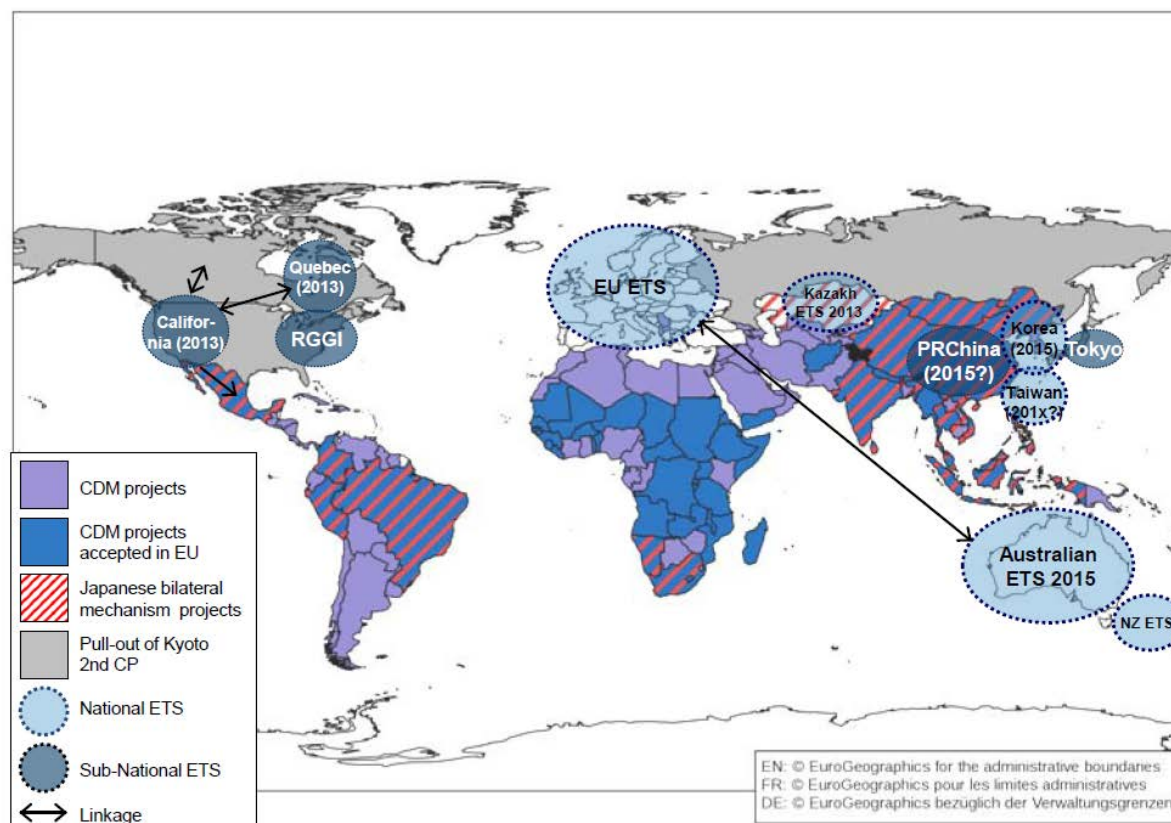 Quebec
(2013)
Califor-
nia (2013)
RGGI
EU ETS
Kazakh
ETS 2013
PRChina
(2015?)
Korea
(2015)
Tokyo
Taiwan
(201x?)
Australian
ETS 2015
NZ ETS
CDM projects
CDM projects
accepted in EU
Japanese bilateral
mechanism projects
Pull-out of Kyoto
2nd CP
National ETS
Sub-National ETS
Linkage
EN: © EuroGeographics for the administrative boundaries
FR: © EuroGeographics pour les limites administratives
DE: © EuroGeographics bezüglich der Verwaltungsgrenzen